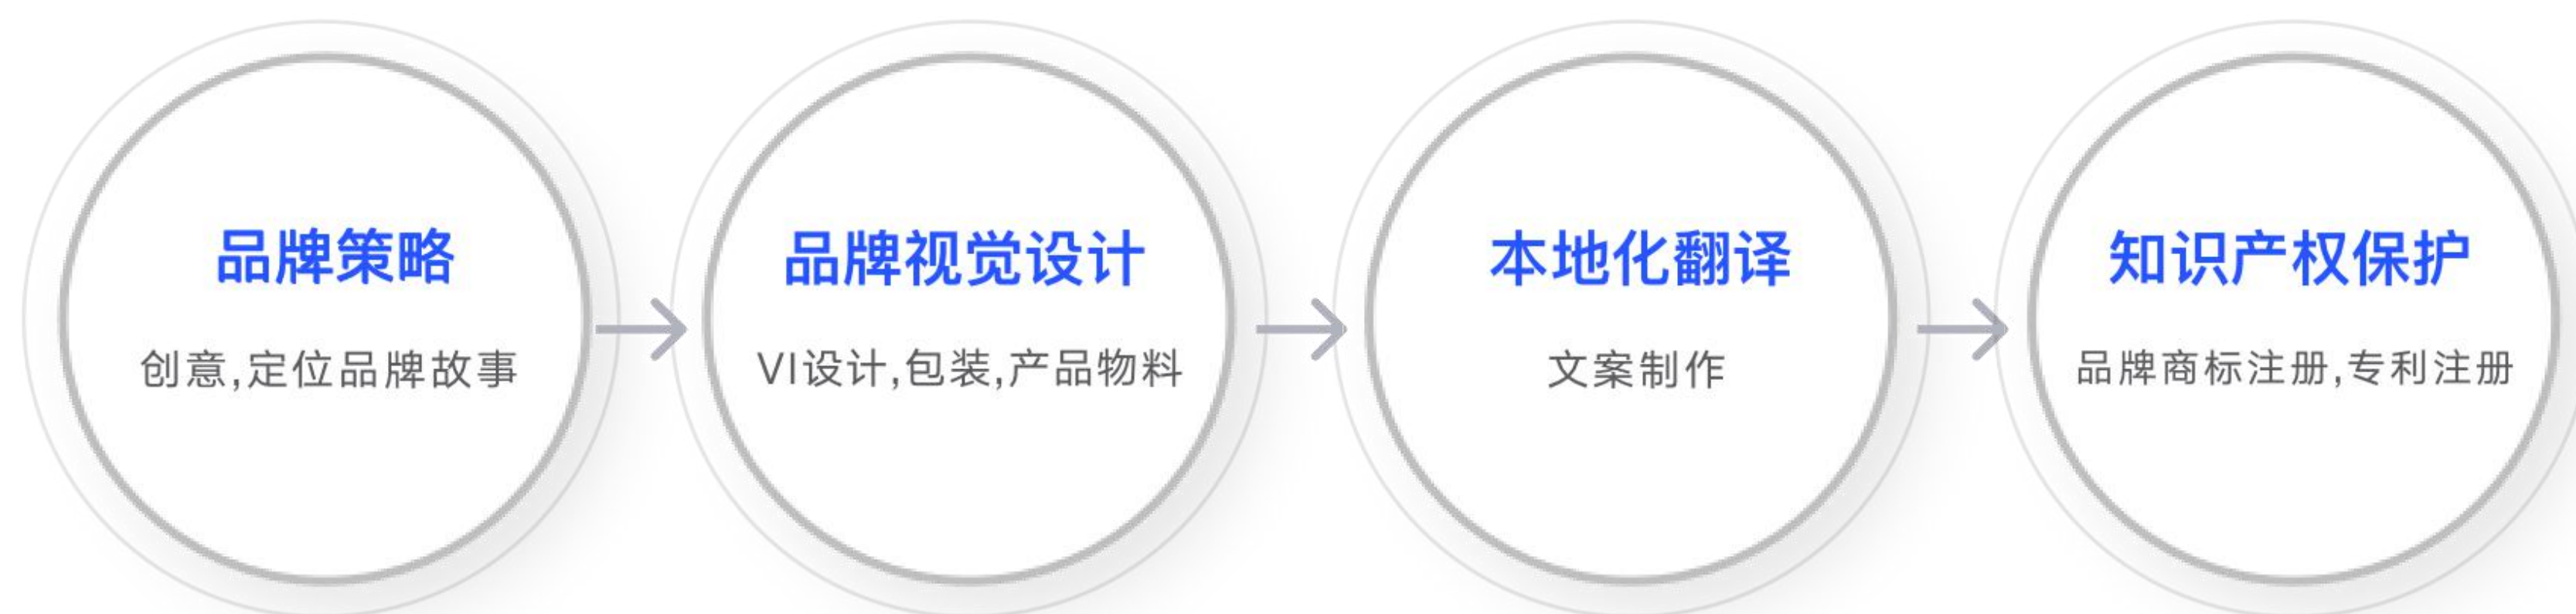 品牌策略
创意,定位品牌故事
品牌视觉设计
VI设计,包装,产品物料
本地化翻译
文案制作
知识产权保护
品牌商标注册,专利注册